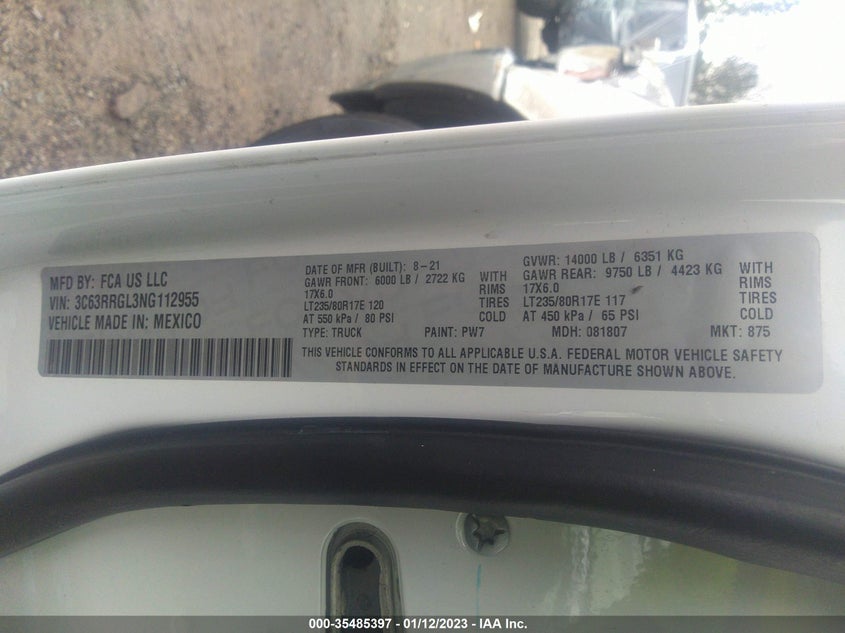 MFD BY: FCA US LLC
VIN: 3C63RRGL3NG112955
VEHICLE MADE IN: MEXICO
DATE OF MFR (BUILT): 8-21
GAWR FRONT: 6000 LB / 2722 KG WITH
17X6.0 RIMS
LT235/80R17E 120 TIRES
AT 550 kPa / 80 PSI COLD
TYPE: TRUCK PAINT: PW7
GVWR: 14000 LB / 6351 KG
GAWR REAR: 9750 LB / 4423 KG WITH
17X6.0 RIMS
LT235/80R17E 117 TIRES
AT 450 kPa / 65 PSI COLD
MDH: 081807 MKT: 875
THIS VEHICLE CONFORMS TO ALL APPLICABLE U.S.A. FEDERAL MOTOR VEHICLE SAFETY
STANDARDS IN EFFECT ON THE DATE OF MANUFACTURE SHOWN ABOVE.
000-35485397 - 01/12/2023 - IAA Inc.